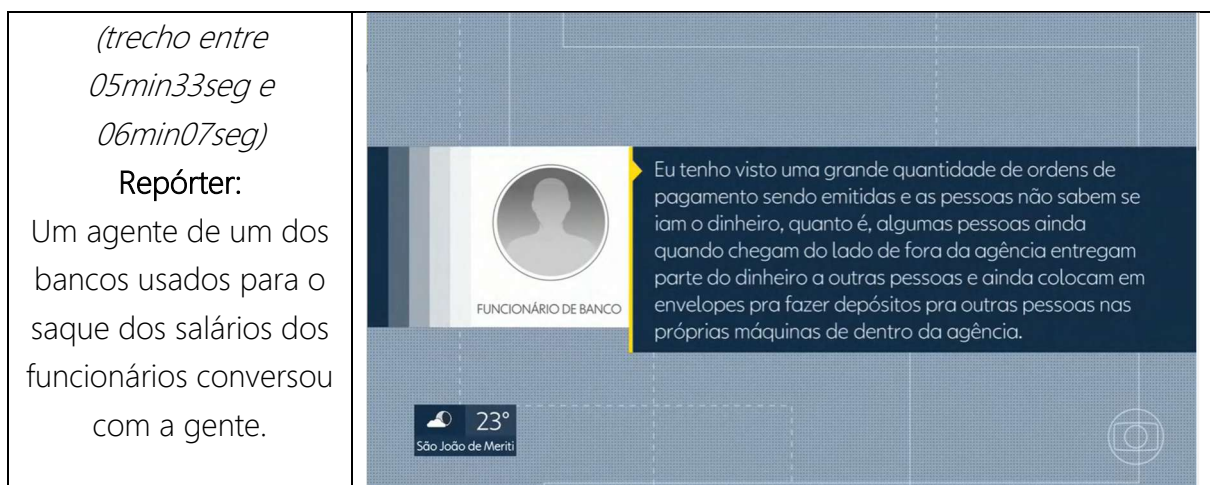 (trecho entre
05min33seg e
06min07seg)
Repórter:
Um agente de um dos
bancos usados para o
saque dos salários dos
funcionários conversou
com a gente.
FUNCIONÁRIO DE BANCO
Eu tenho visto uma grande quantidade de ordens de
pagamento sendo emitidas e as pessoas não sabem se
iam o dinheiro, quanto é, algumas pessoas ainda
quando chegam do lado de fora da agência entregam
parte do dinheiro a outras pessoas e ainda colocam em
envelopes pra fazer depósitos pra outras pessoas nas
próprias máquinas de dentro da agência.
23°
São João de Meriti